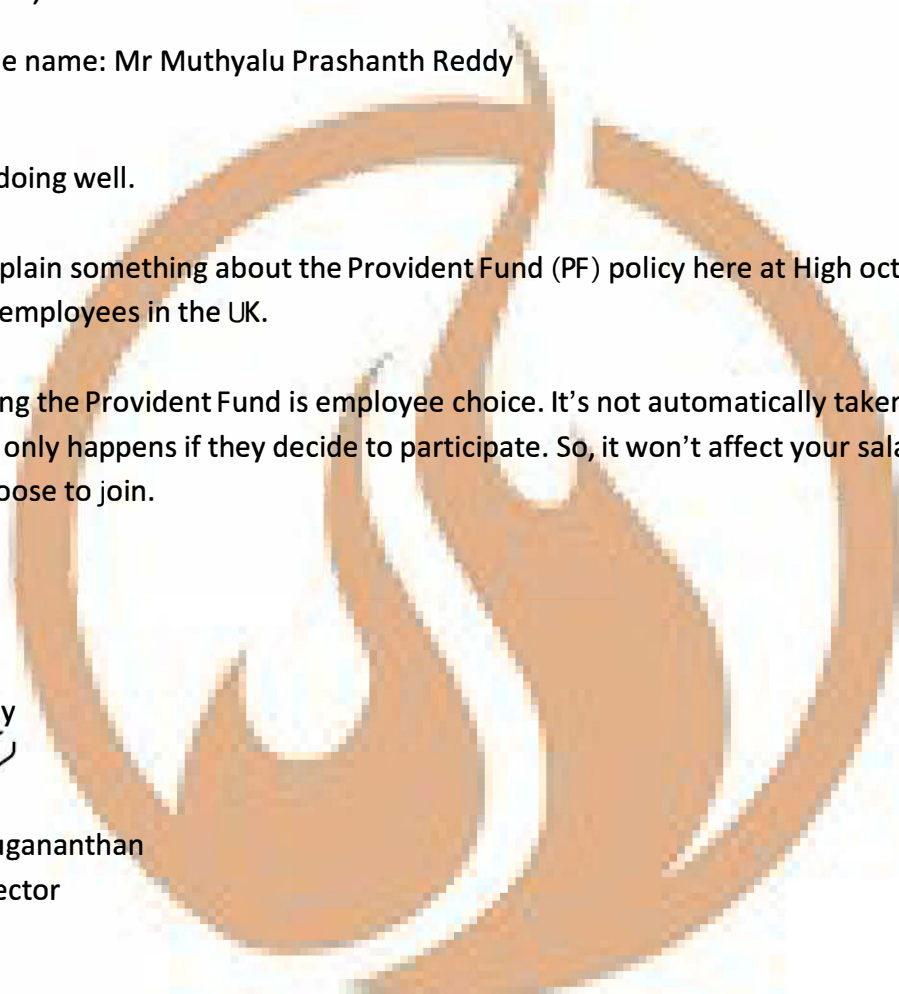 e name: Mr Muthyalu Prashanth Reddy
doing well.
plain something about the Provident Fund (PF) policy here at High oct
employees in the UK.
ng the Provident Fund is employee choice. It's not automatically taken
only happens if they decide to participate. So, it won't affect your sala
oose to join.
y
ugananthan
ector